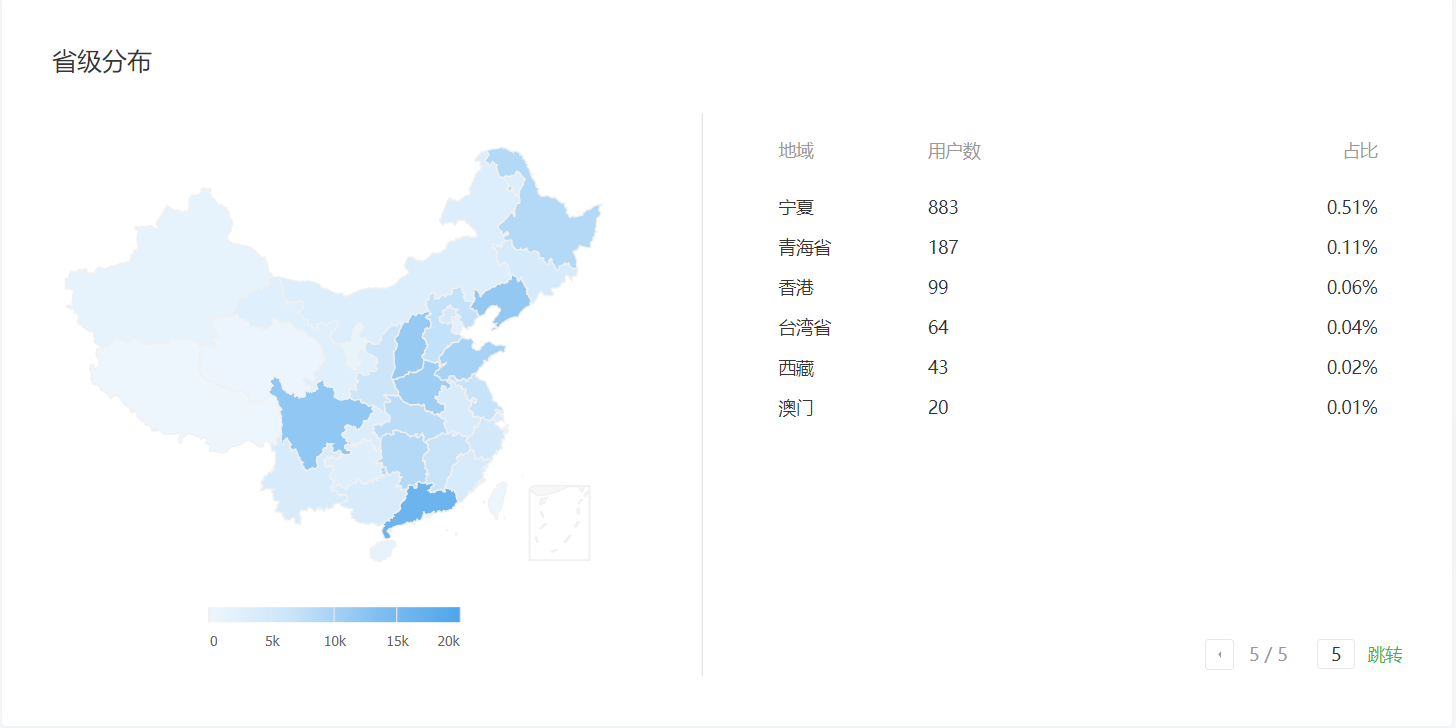 省级分布
地域 用户数 占比
宁夏 883 0.51%
青海省 187 0.11%
香港 99 0.06%
台湾省 64 0.04%
西藏 43 0.02%
澳门 20 0.01%
0 5k 10k 15k 20k
5 / 5 5 跳转